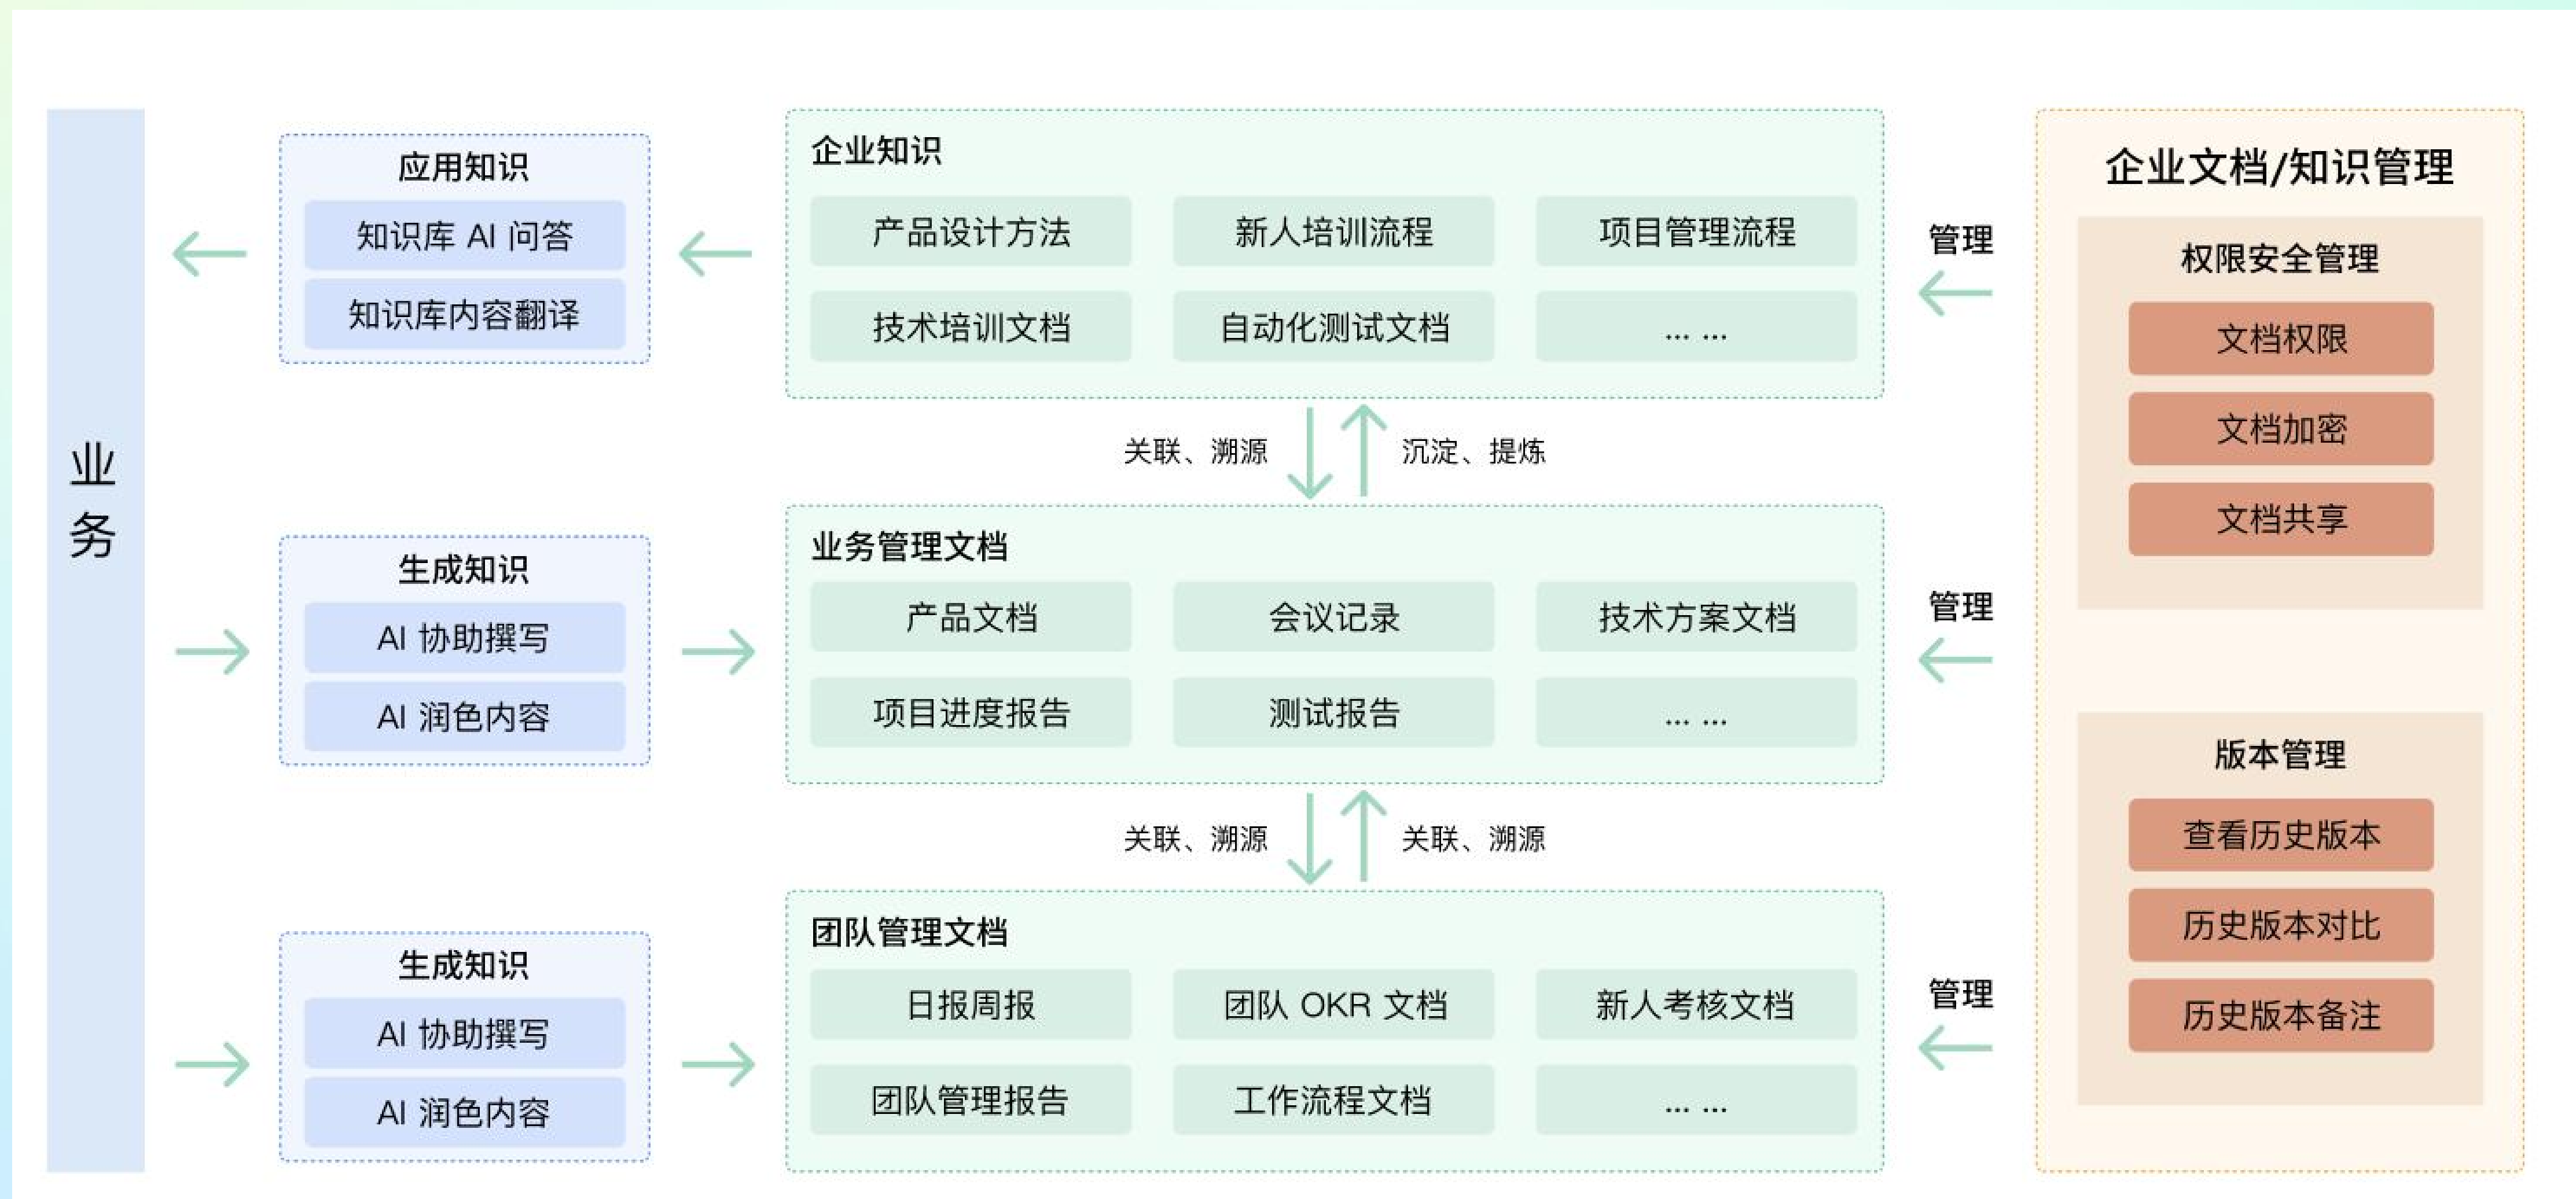 业
务
应用知识
知识库 AI 问答
知识库内容翻译
生成知识
AI 协助撰写
AI 润色内容
生成知识
AI 协助撰写
AI 润色内容
企业知识
产品设计方法
新人培训流程
项目管理流程
技术培训文档
自动化测试文档
... ...
关联、溯源
沉淀、提炼
业务管理文档
产品文档
会议记录
技术方案文档
项目进度报告
测试报告
... ...
关联、溯源
关联、溯源
团队管理文档
日报周报
团队 OKR 文档
新人考核文档
团队管理报告
工作流程文档
... ...
管理
管理
管理
企业文档/知识管理
权限安全管理
文档权限
文档加密
文档共享
版本管理
查看历史版本
历史版本对比
历史版本备注